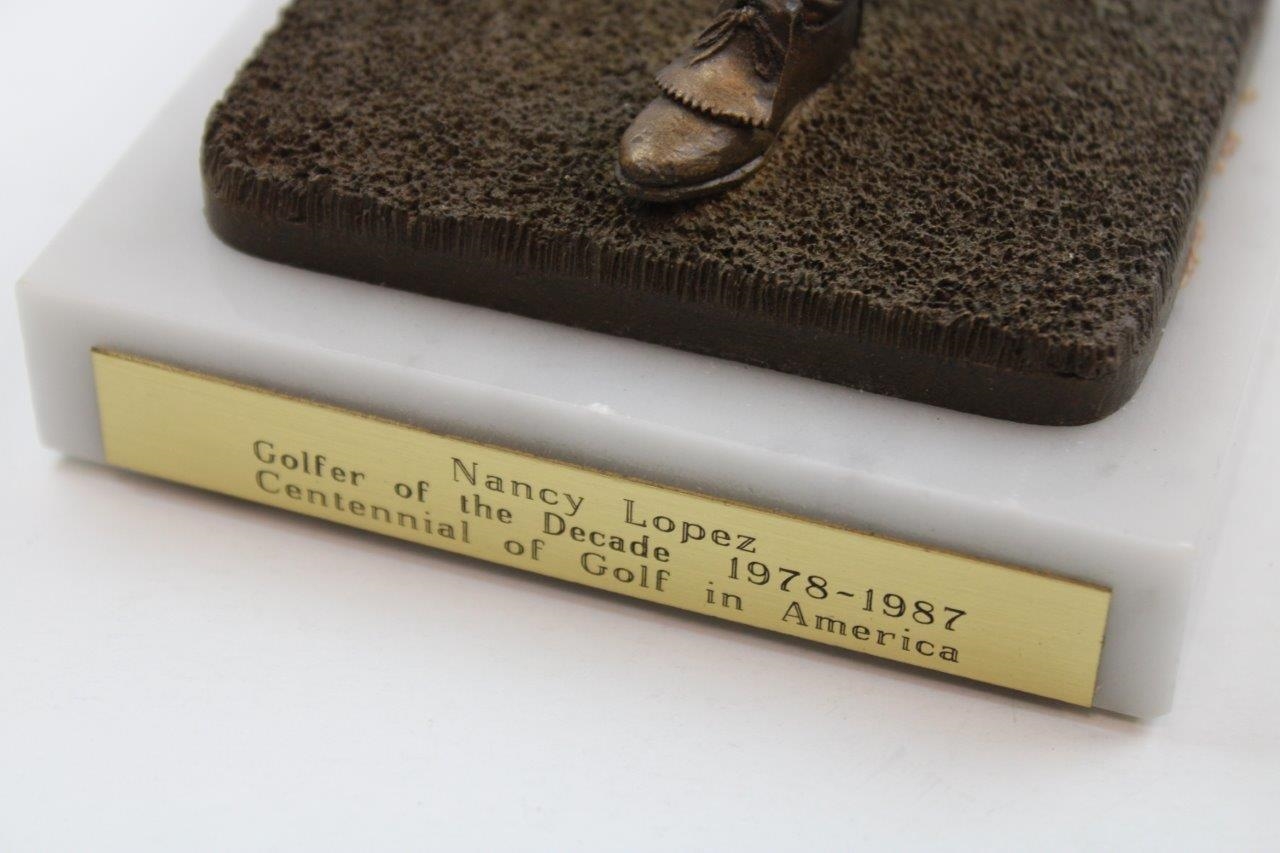 Nancy Lopez
Golfer of the Decade 1978-1987
Centennial of Golf in America